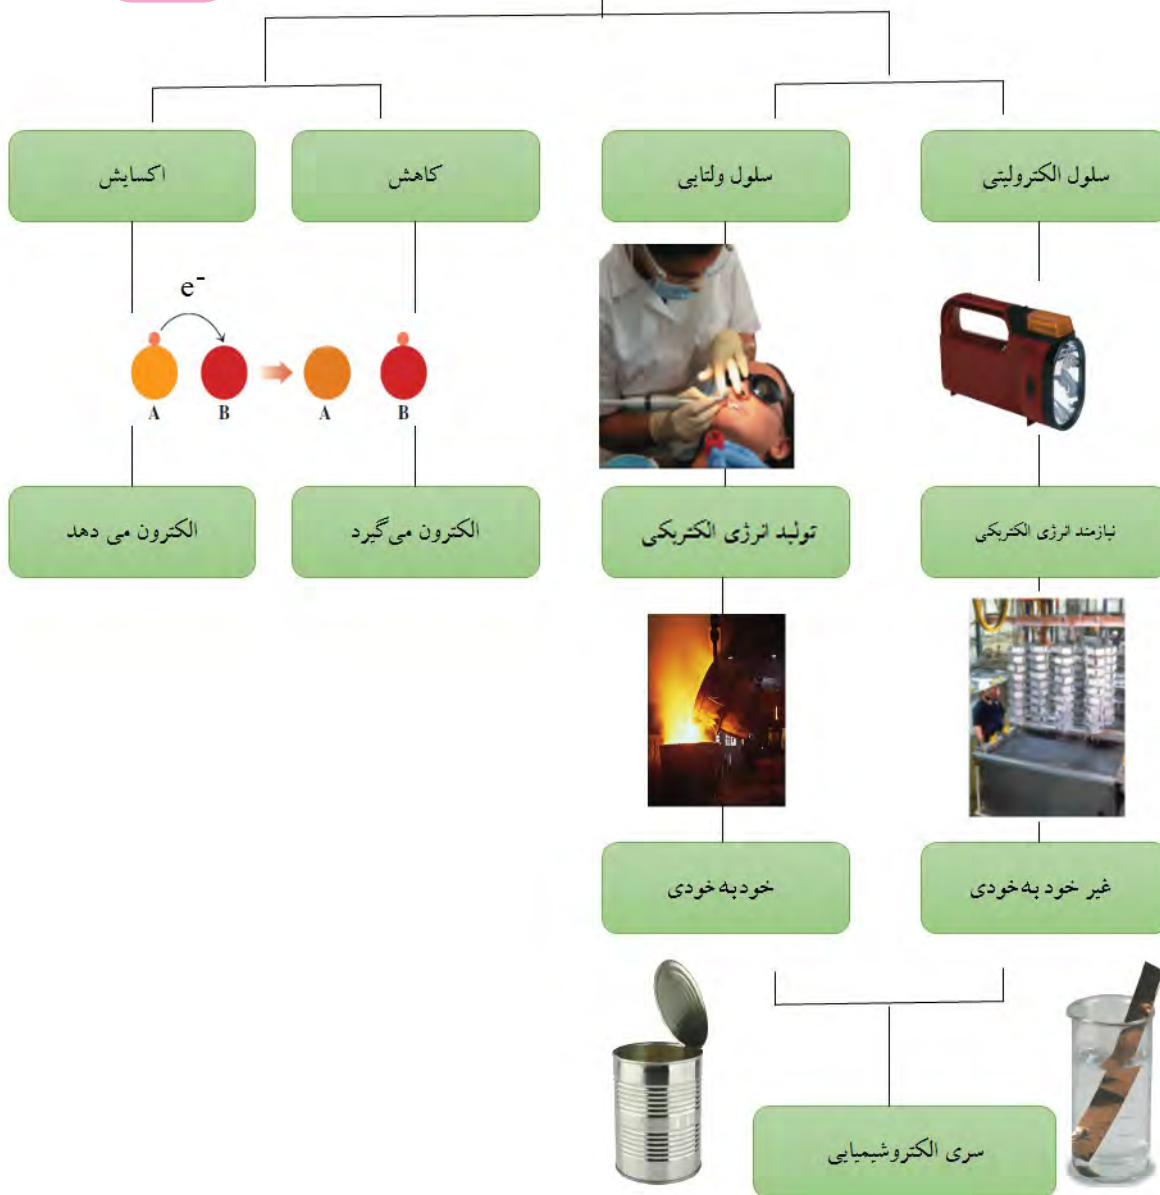 اکسایش
کاهش
سلول ولتایی
سلول الکترولیتی
e⁻
A B A B
الکترون می دهد
الکترون می گیرد
تولید انرژی الکتریکی
نیازمند انرژی الکتریکی
خودبه خودی
غیر خود به خودی
سری الکتروشیمیایی